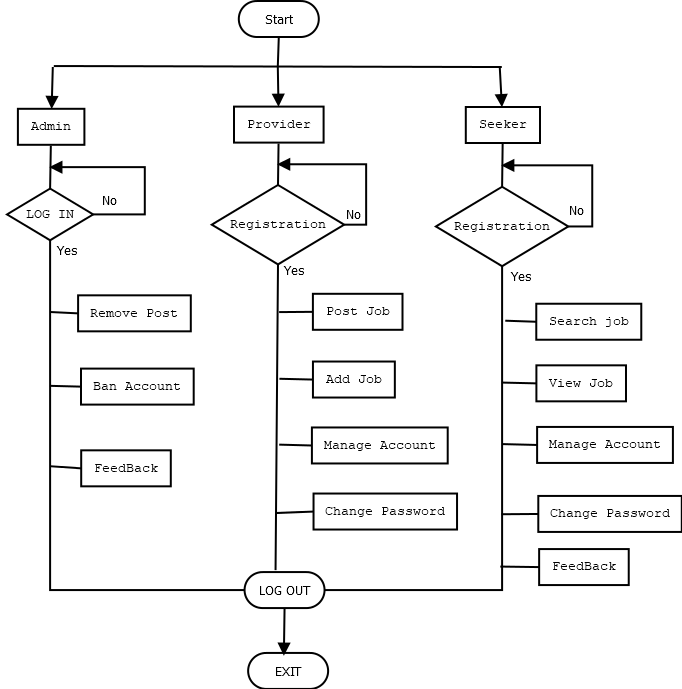 Start
Admin
Provider
Seeker
No
LOG IN
Yes
No
Registration
Yes
No
Registration
Yes
Remove Post
Ban Account
FeedBack
Post Job
Add Job
Manage Account
Change Password
Search job
View Job
Manage Account
Change Password
FeedBack
LOG OUT
EXIT